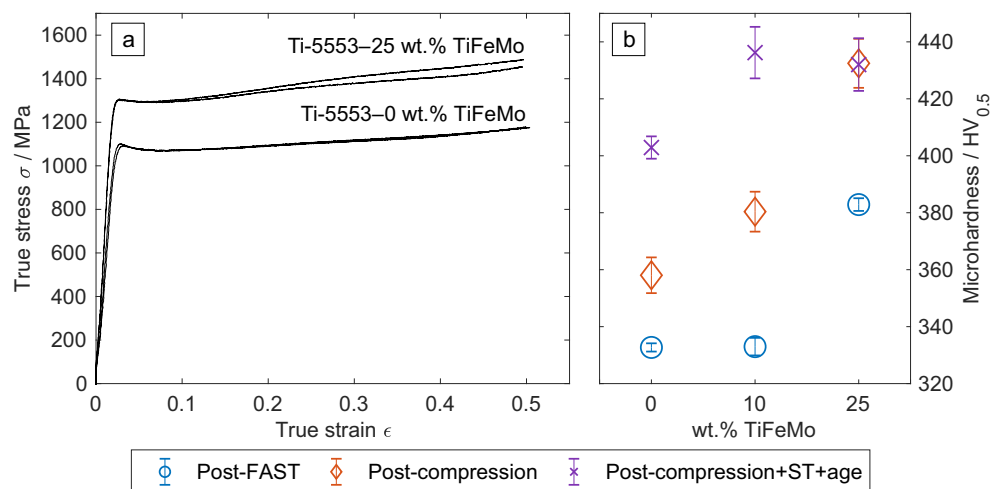 a
Ti-5553–25 wt.% TiFeMo
Ti-5553–0 wt.% TiFeMo
True stress σ / MPa
1600
1400
1200
1000
800
600
400
200
0
0 0.1 0.2 0.3 0.4 0.5
True strain ϵ
b
440
420
400
380
360
340
320
Microhardness / HV0.5
0 10 25
wt.% TiFeMo
Post-FAST Post-compression Post-compression+ST+age